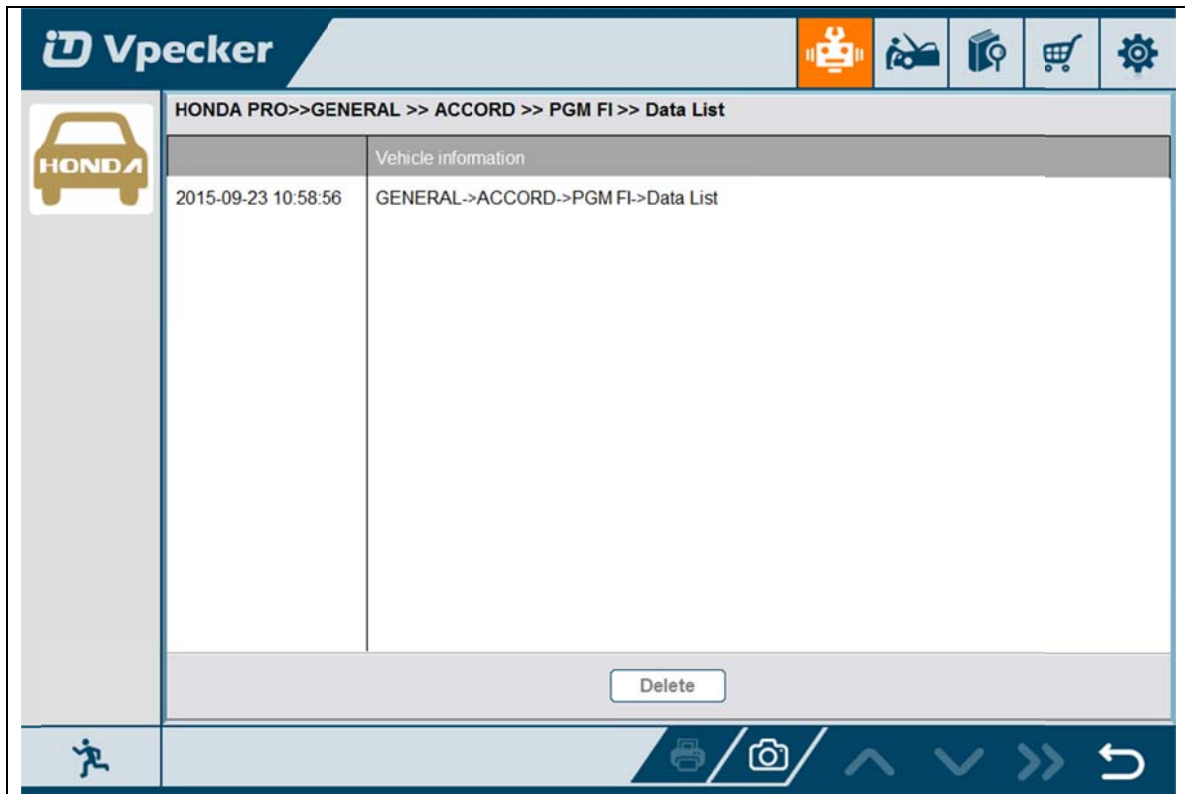 Vpecker
HONDA PRO>>GENERAL >> ACCORD >> PGM FI >> Data List
HONDA
Vehicle information
2015-09-23 10:58:56 GENERAL->ACCORD->PGM FI->Data List
Delete